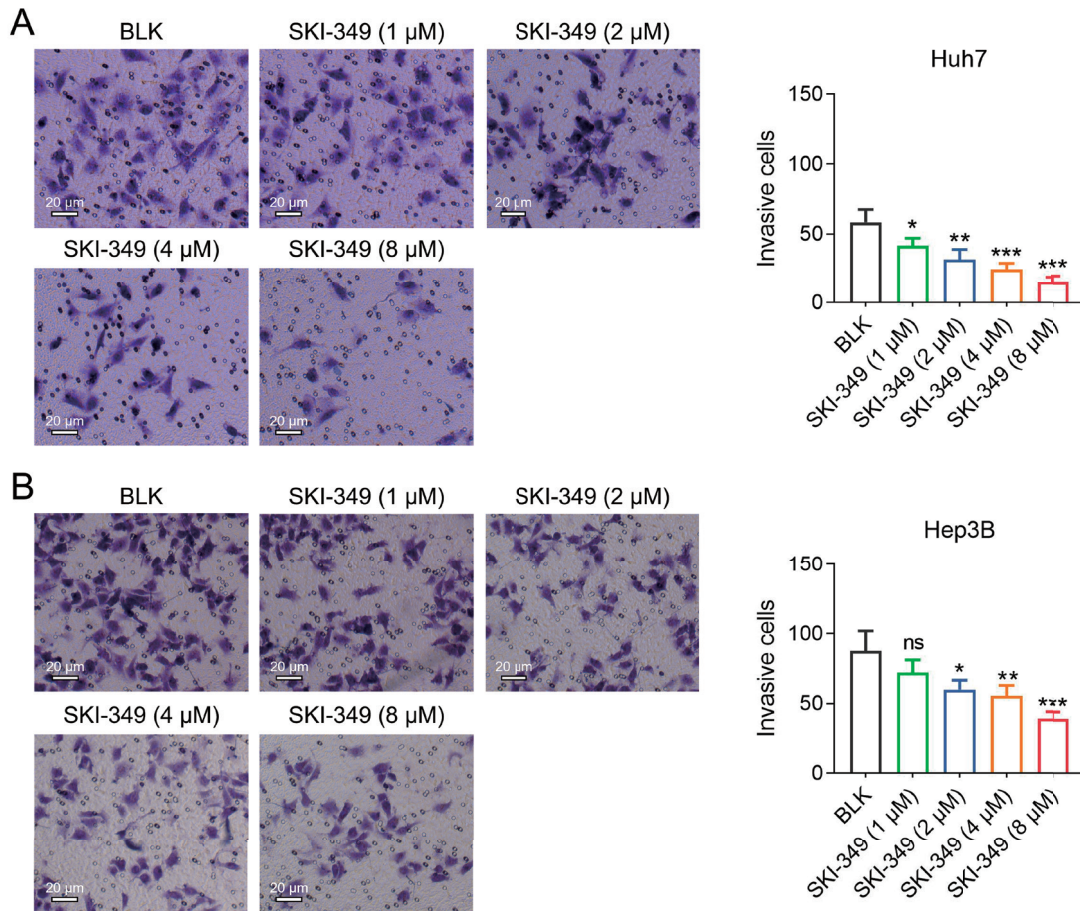 A
BLK
SKI-349 (1 µM)
SKI-349 (2 µM)
20 µm
20 µm
SKI-349 (4 µM)
SKI-349 (8 µM)
20 µm
20 µm
Huh7
Invasive cells
150
100
50
0
*
**
***
***
BLK
SKI-349 (1 µM)
SKI-349 (2 µM)
SKI-349 (4 µM)
SKI-349 (8 µM)
B
BLK
SKI-349 (1 µM)
SKI-349 (2 µM)
20 µm
20 µm
20 µm
SKI-349 (4 µM)
SKI-349 (8 µM)
20 µm
20 µm
Hep3B
Invasive cells
150
100
50
0
ns
*
**
***
BLK
SKI-349 (1 µM)
SKI-349 (2 µM)
SKI-349 (4 µM)
SKI-349 (8 µM)